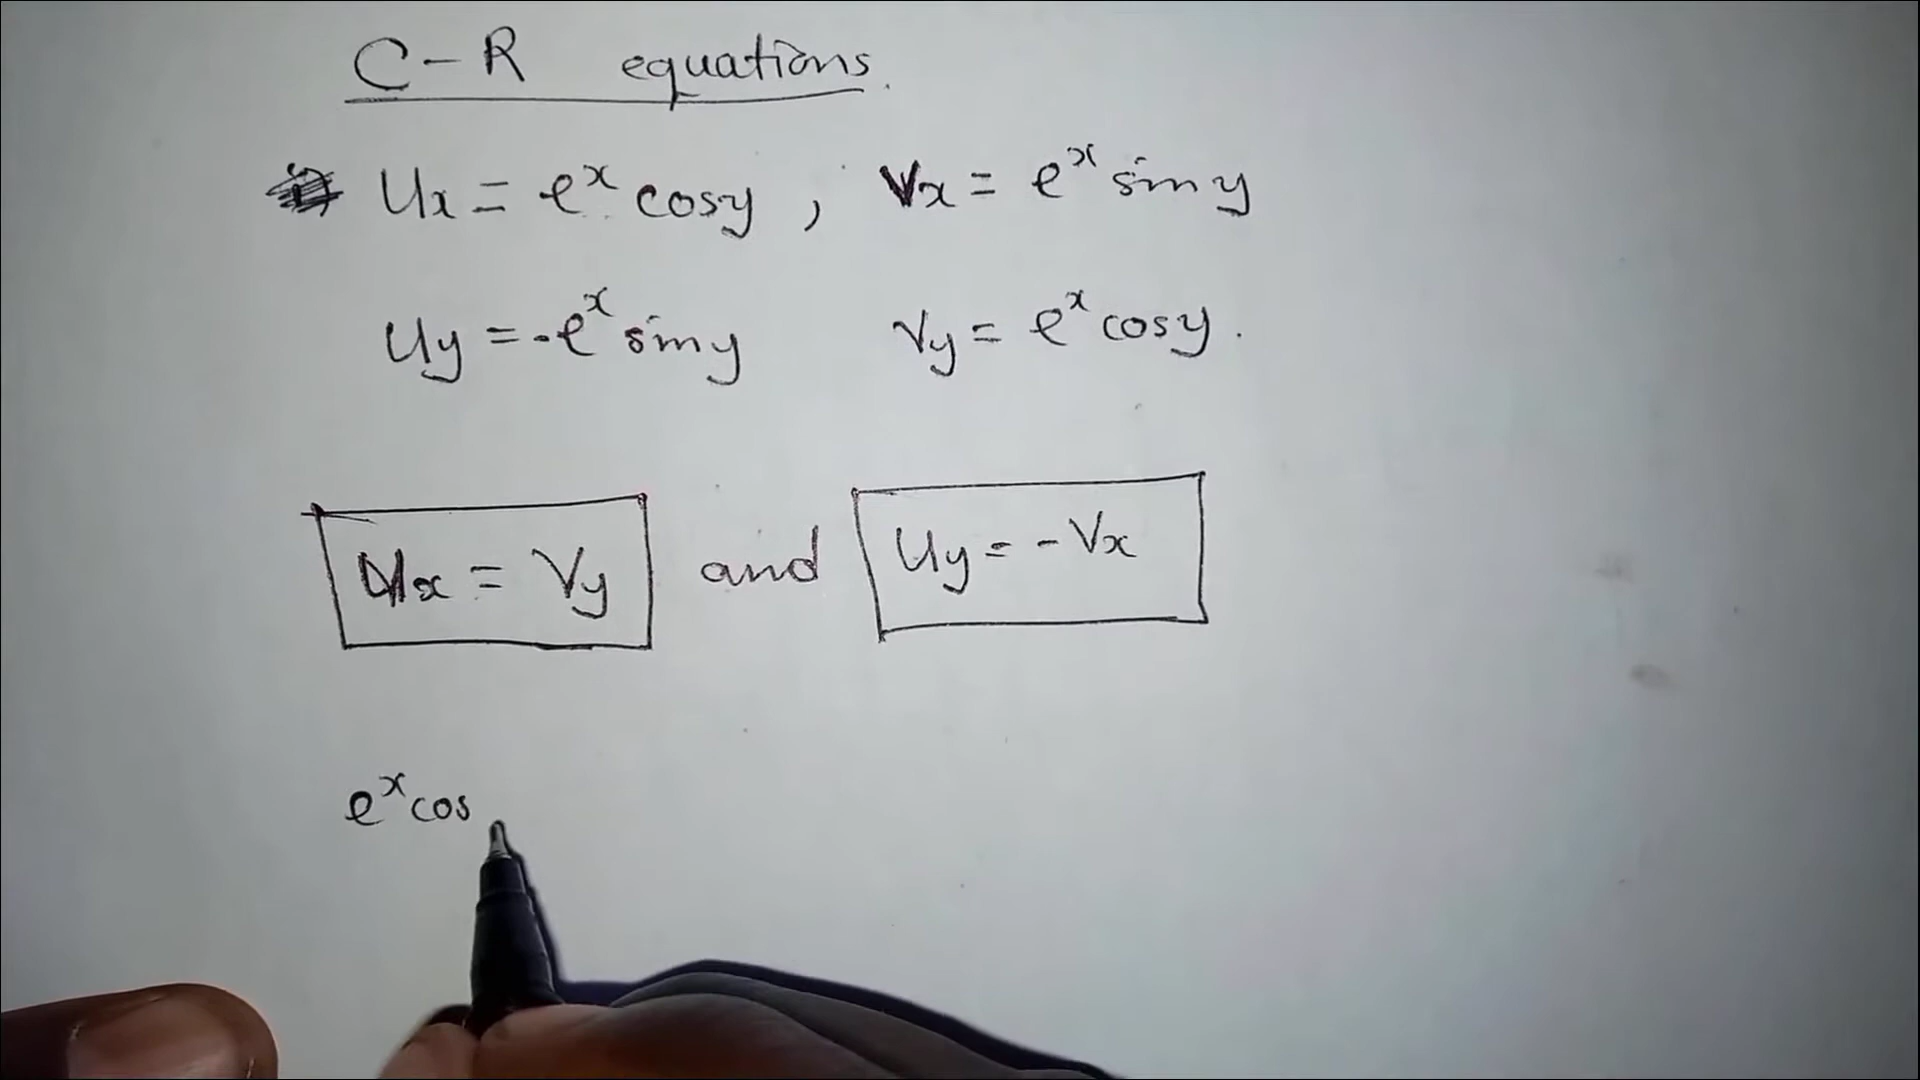 C-R equations.
Ux = e^x cosy, Vx = e^x siny
Uy = -e^x siny Vy = e^x cosy.
Ux = Vy and Uy = -Vx
e^x cos